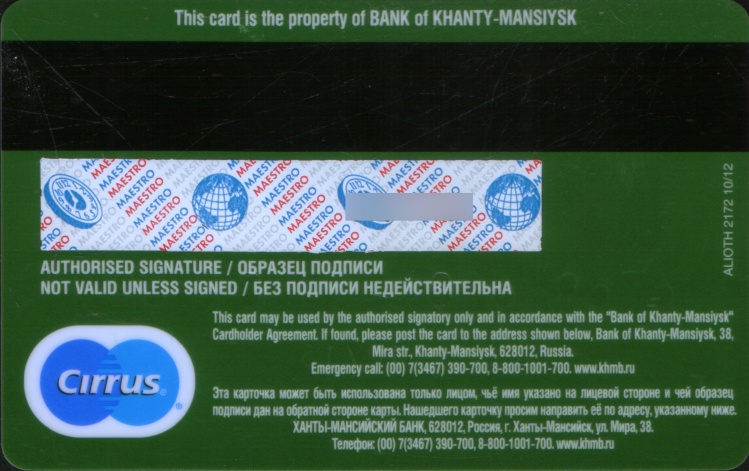 This card is the property of BANK of KHANTY-MANSIYSK
MAESTRO MAESTRO MAESTRO MAESTRO MAESTRO
ALIOTH 2172 10/12
AUTHORISED SIGNATURE / ОБРАЗЕЦ ПОДПИСИ
NOT VALID UNLESS SIGNED / БЕЗ ПОДПИСИ НЕДЕЙСТВИТЕЛЬНА
This card may be used by the authorised signatory only and in accordance with the "Bank of Khanty-Mansiysk"
Cardholder Agreement. If found, please post the card to the address shown below, Bank of Khanty-Mansiysk, 38,
Mira str., Khanty-Mansiysk, 628012, Russia.
Emergency call: (00) 7(3467) 390-700, 8-800-1001-700. www.khmb.ru
Cirrus
Эта карточка может быть использована только лицом, чьё имя указано на лицевой стороне и чей образец
подписи дан на обратной стороне карты. Нашедшего карточку просим направить её по адресу, указанному ниже.
ХАНТЫ-МАНСИЙСКИЙ БАНК, 628012, Россия, г. Ханты-Мансийск, ул. Мира, 38.
Телефон: (00) 7(3467) 390-700, 8-800-1001-700. www.khmb.ru